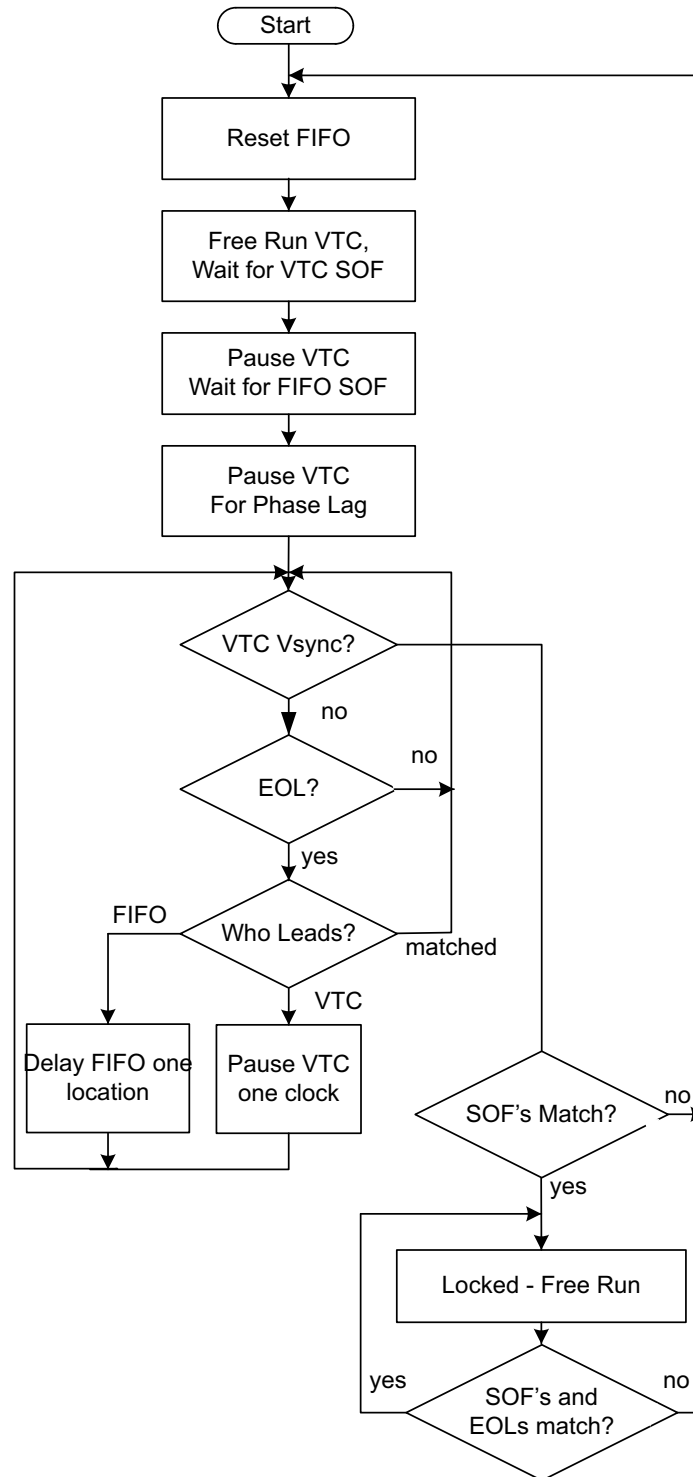 Start
Reset FIFO
Free Run VTC,
Wait for VTC SOF
Pause VTC
Wait for FIFO SOF
Pause VTC
For Phase Lag
VTC Vsync?
no
no
EOL?
yes
FIFO
Who Leads?
matched
VTC
Delay FIFO one
location
Pause VTC
one clock
SOF's Match?
no
yes
Locked - Free Run
yes
no
SOF's and
EOLs match?